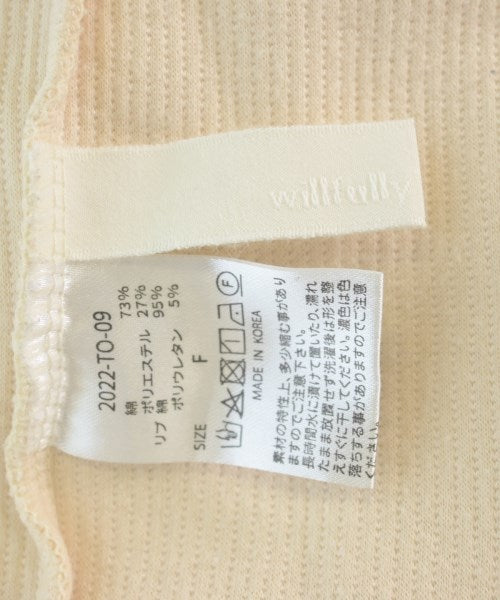 willfully
2022-TO-09
綿 73%
ポリエステル 27%
リブ 綿 95%
ポリウレタン 5%
SIZE F
F
MADE IN KOREA
素材の特性上、多少縮む事があり
ますのでご注意下さい。
長時間水に漬けて置いたり、濡れ
たまま放置せず洗濯後は形を整
えすぐに干してください。濃色は色
落ちする事がありますのでご注意
ください。